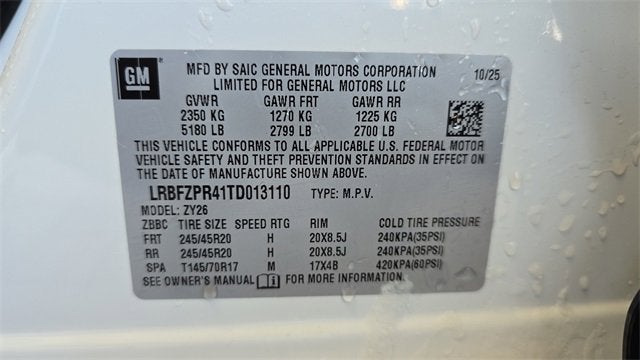 GM
MFD BY SAIC GENERAL MOTORS CORPORATION 10/25
LIMITED FOR GENERAL MOTORS LLC
GVWR GAWR FRT GAWR RR
2350 KG 1270 KG 1225 KG
5180 LB 2799 LB 2700 LB
THIS VEHICLE CONFORMS TO ALL APPLICABLE U.S. FEDERAL MOTOR
VEHICLE SAFETY AND THEFT PREVENTION STANDARDS IN EFFECT ON
THE DATE OF MANUFACTURE SHOWN ABOVE.
LRBFZPR41TD013110 TYPE: M.P.V.
MODEL: ZY26
ZBBC TIRE SIZE SPEED RTG RIM COLD TIRE PRESSURE
FRT 245/45R20 H 20X8.5J 240KPA(35PSI)
RR 245/45R20 H 20X8.5J 240KPA(35PSI)
SPA T145/70R17 M 17X4B 420KPA(60PSI)
SEE OWNER'S MANUAL FOR MORE INFORMATION.